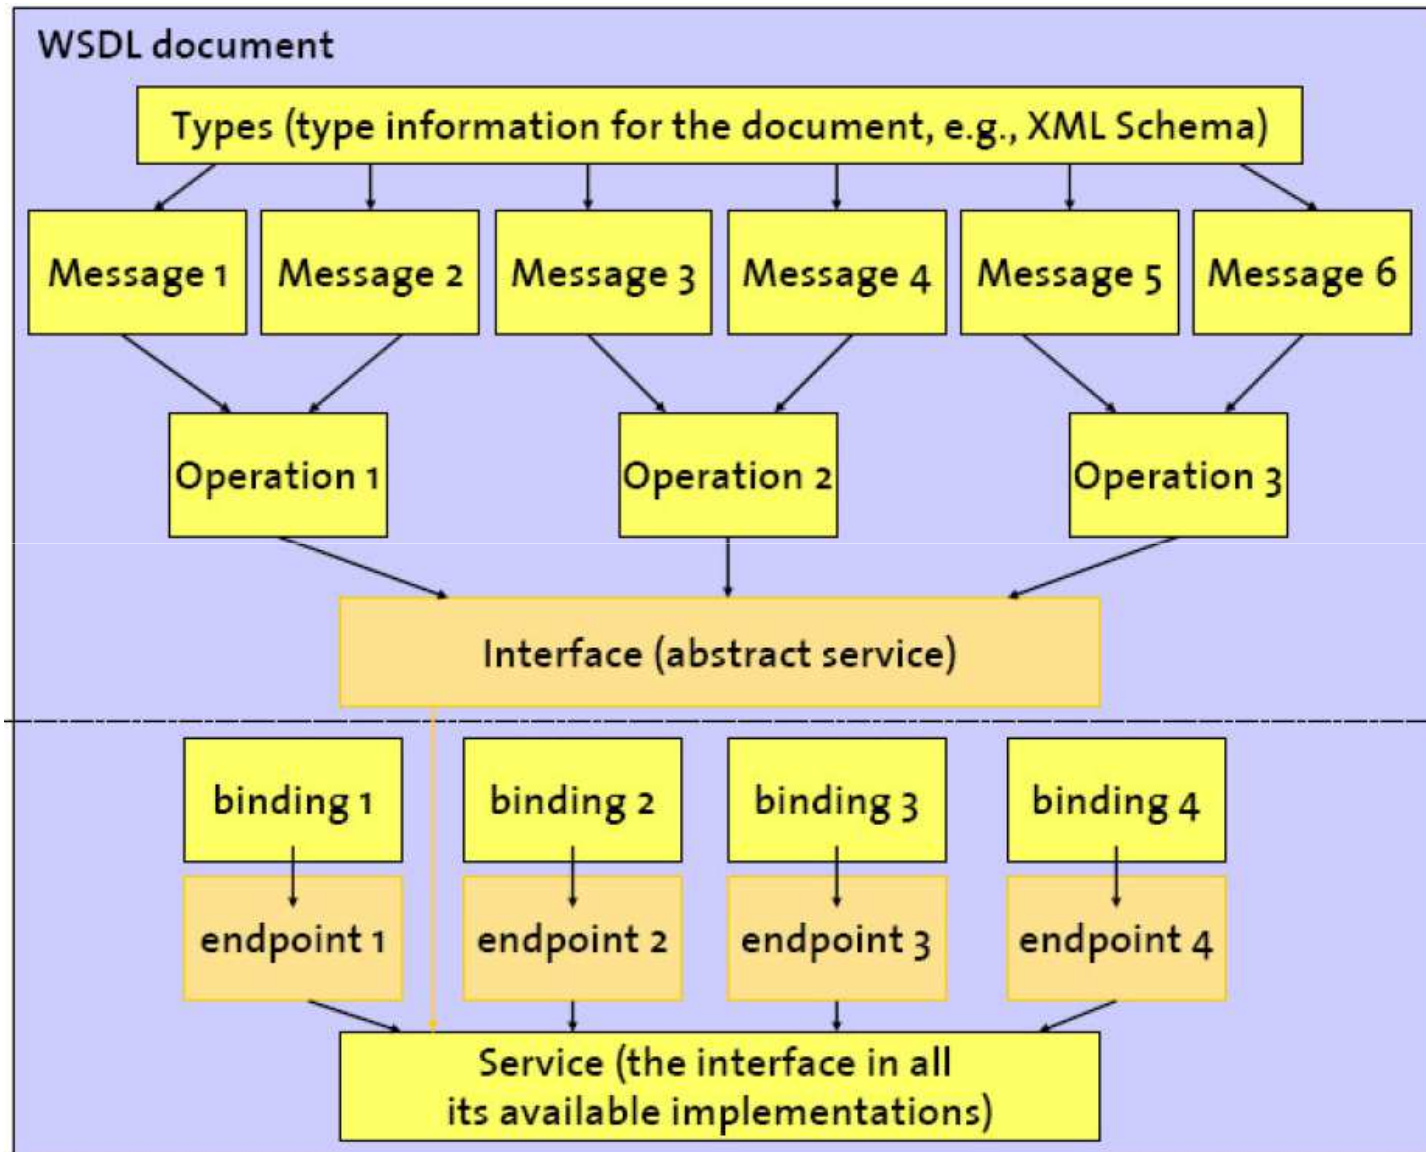 WSDL document
Types (type information for the document, e.g., XML Schema)
Message 1
Message 2
Message 3
Message 4
Message 5
Message 6
Operation 1
Operation 2
Operation 3
Interface (abstract service)
binding 1
binding 2
binding 3
binding 4
endpoint 1
endpoint 2
endpoint 3
endpoint 4
Service (the interface in all
its available implementations)